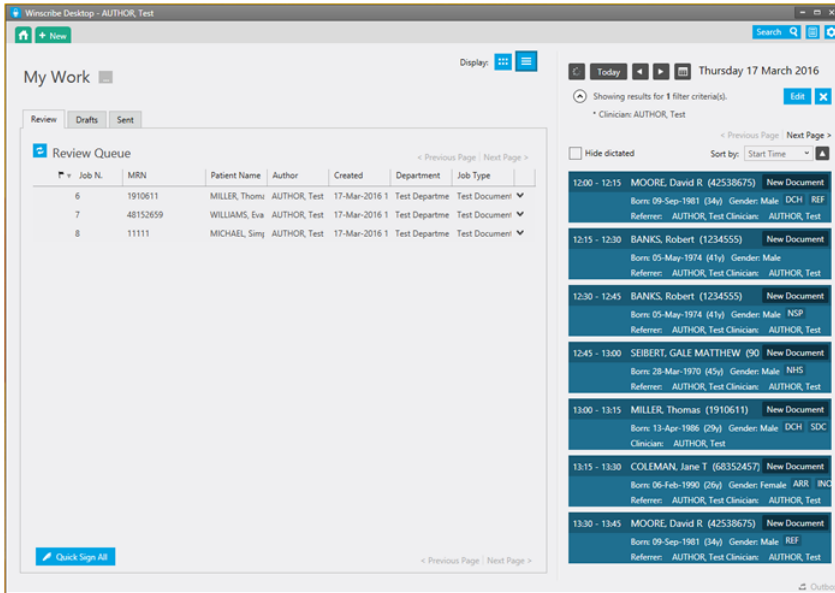 Winscribe Desktop - AUTHOR, Test
+ New
Search
My Work
Display:
Review Drafts Sent
Review Queue
< Previous Page | Next Page >
Job N. MRN Patient Name Author Created Department Job Type
6 1910611 MILLER, Thoma AUTHOR, Test 17-Mar-2016 1 Test Departme Test Document
7 48152659 WILLIAMS, Eva AUTHOR, Test 17-Mar-2016 1 Test Departme Test Document
8 11111 MICHAEL, Simp AUTHOR, Test 17-Mar-2016 1 Test Departme Test Document
Quick Sign All
< Previous Page | Next Page >
Today Thursday 17 March 2016
Showing results for 1 filter criteria(s). Edit
* Clinician: AUTHOR, Test
< Previous Page Next Page >
Hide dictated Sort by: Start Time
12:00 - 12:15 MOORE, David R (42538675) New Document
Born: 09-Sep-1981 (34y) Gender: Male DCH REF
Referrer: AUTHOR, Test Clinician: AUTHOR, Test
12:15 - 12:30 BANKS, Robert (1234555) New Document
Born: 05-May-1974 (41y) Gender: Male
Referrer: AUTHOR, Test Clinician: AUTHOR, Test
12:30 - 12:45 BANKS, Robert (1234555) New Document
Born: 05-May-1974 (41y) Gender: Male NSP
Referrer: AUTHOR, Test Clinician: AUTHOR, Test
12:45 - 13:00 SEIBERT, GALE MATTHEW (90 New Document
Born: 28-Mar-1970 (45y) Gender: Male NHS
Referrer: AUTHOR, Test Clinician: AUTHOR, Test
13:00 - 13:15 MILLER, Thomas (1910611) New Document
Born: 13-Apr-1986 (29y) Gender: Male DCH SDC
Clinician: AUTHOR, Test
13:15 - 13:30 COLEMAN, Jane T (68352457) New Document
Born: 06-Feb-1990 (26y) Gender: Female ARR INO
Referrer: AUTHOR, Test Clinician: AUTHOR, Test
13:30 - 13:45 MOORE, David R (42538675) New Document
Born: 09-Sep-1981 (34y) Gender: Male REF
Referrer: AUTHOR, Test Clinician: AUTHOR, Test
Outbo